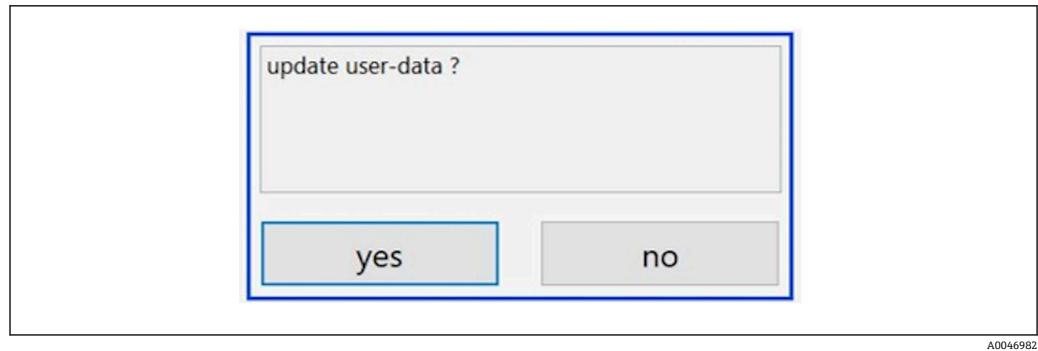 update user-data ?
yes no
A0046982